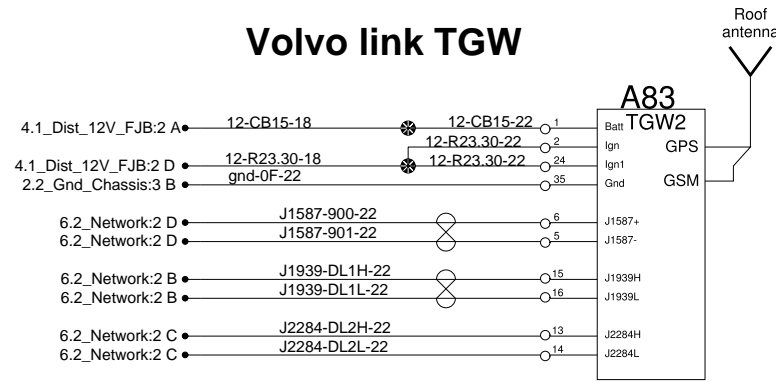 Roof
antenna
Volvo link TGW
A83
4.1_Dist_12V_FJB:2 A 12-CB15-18 12-CB15-22 1 Batt TGW2
12-R23.30-22 2 Ign GPS
4.1_Dist_12V_FJB:2 D 12-R23.30-18 12-R23.30-22 24 Ign1
2.2_Gnd_Chassis:3 B gnd-0F-22 35 Gnd GSM
6.2_Network:2 D J1587-900-22 6 J1587+
6.2_Network:2 D J1587-901-22 5 J1587-
6.2_Network:2 B J1939-DL1H-22 15 J1939H
6.2_Network:2 B J1939-DL1L-22 16 J1939L
6.2_Network:2 C J2284-DL2H-22 13 J2284H
6.2_Network:2 C J2284-DL2L-22 14 J2284L